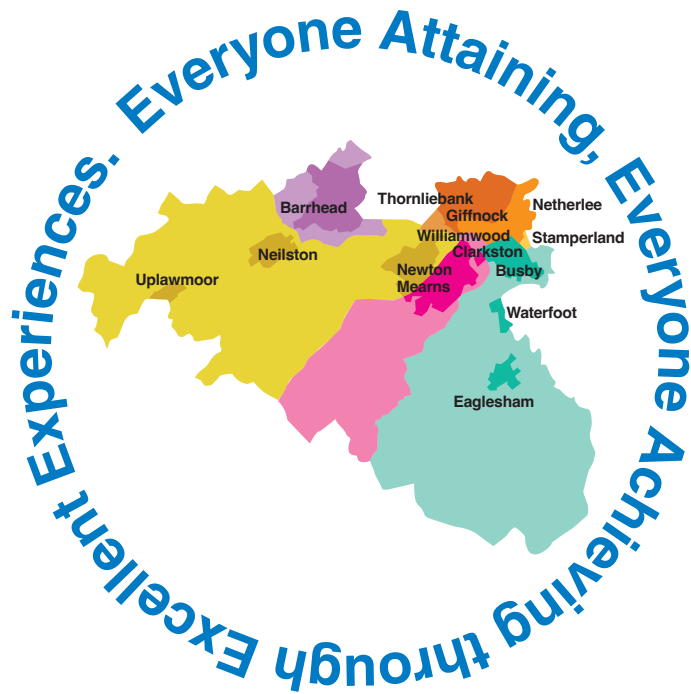 Everyone Attaining, Everyone Achieving through Excellent Experiences.
Barrhead
Thornliebank
Giffnock
Netherlee
Williamwood
Stamperland
Clarkston
Neilston
Busby
Newton
Mearns
Uplawmoor
Waterfoot
Eaglesham